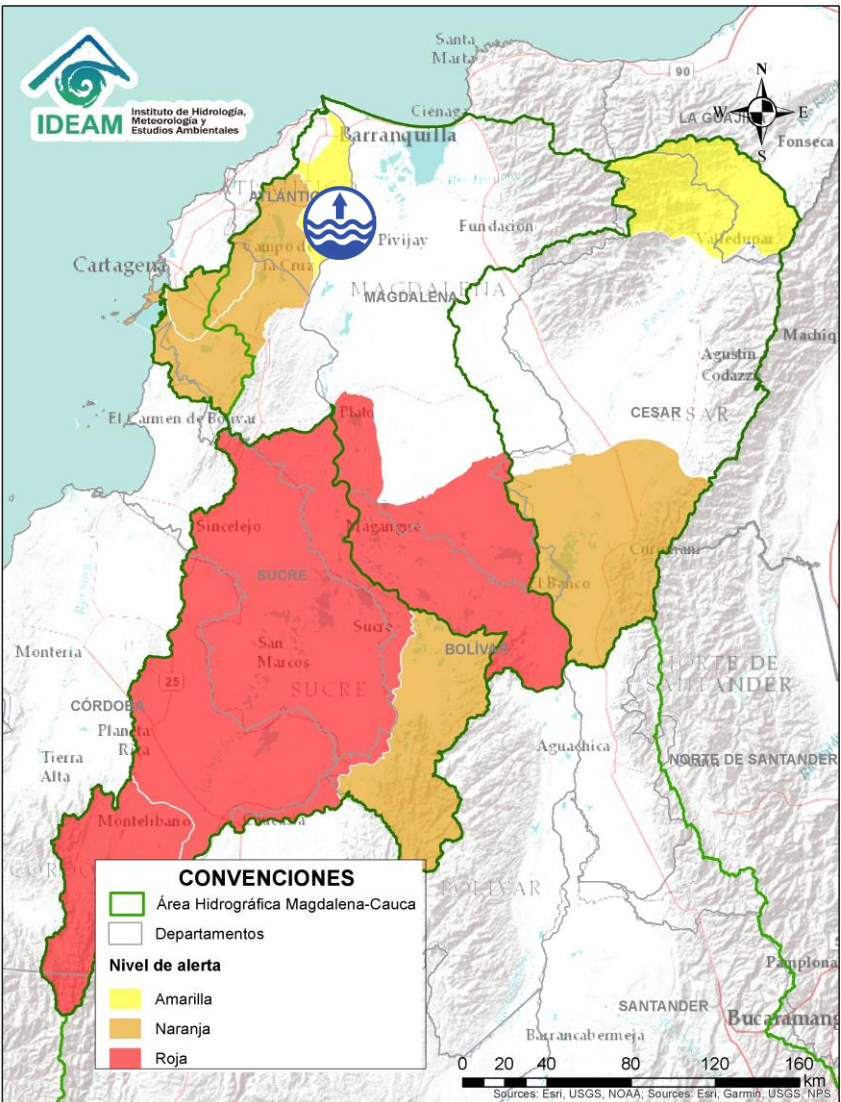 IDEAM
Instituto de Hidrología,
Meteorología y
Estudios Ambientales
Santa
Marta
90
N
W
E
S
LA GUAJIRA
Ciénaga
Barranquilla
Fonseca
ATLÁNTICO
Fundación
Valledupar
Pivijay
Campo de
la Cruz
Cartagena
MAGDALENA
MAGDALENA
Agustín
Codazzi
CESAR
CESAR
El Carmen de Bolívar
Plato
Sincelejo
Magangué
SUCRE
El Banco
Sucre
BOLÍVAR
San
Marcos
SUCRE
Montería
25
CÓRDOBA
NORTE DE
SANTANDER
Planeta
Rica
Tierra
Alta
Aguachica
NORTE DE SANTANDER
Montelíbano
BOLÍVAR
CONVENCIONES
Área Hidrográfica Magdalena-Cauca
Departamentos
Nivel de alerta
Amarilla
Naranja
Roja
Pamplona
SANTANDER
Bucaramang
Barrancabermeja
0 20 40 80 120 160
km
Sources: Esri, USGS, NOAA; Sources: Esri, Garmin, USGS, NPS